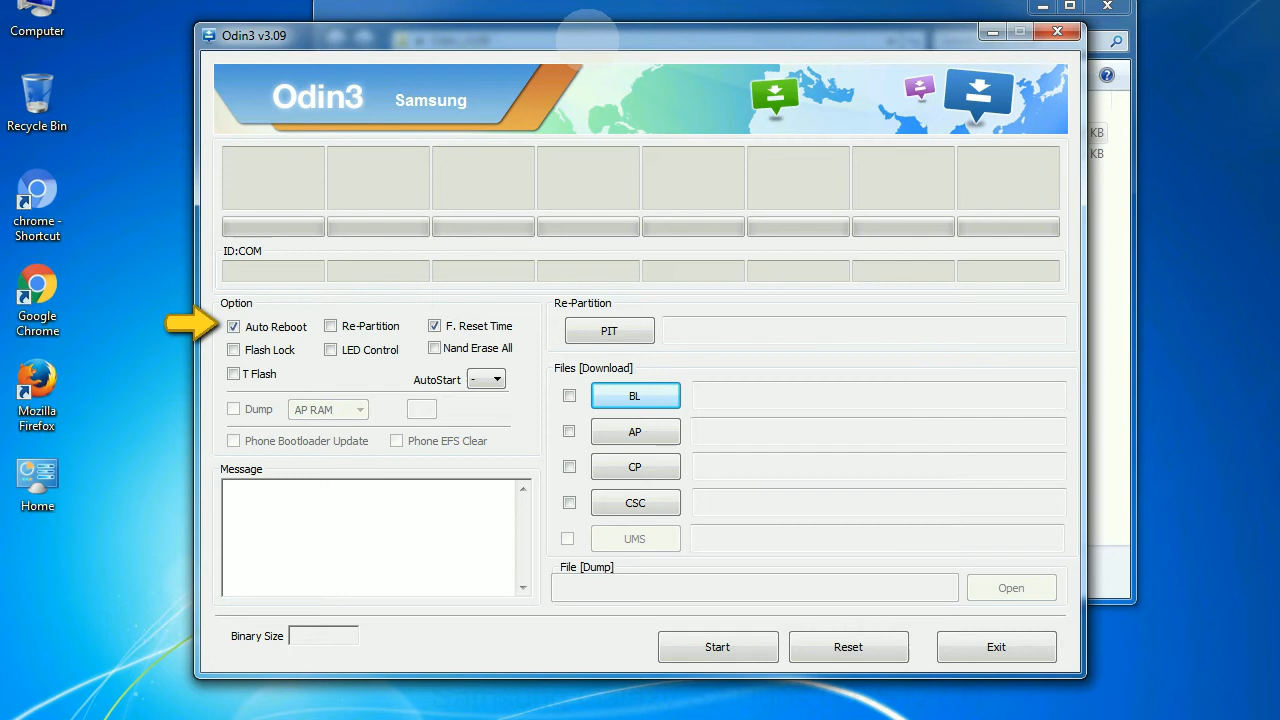 Computer
Recycle Bin
chrome -
Shortcut
Google
Chrome
Mozilla
Firefox
Home
Odin3 v3.09
Odin3 Samsung
KB
KB
ID:COM
Option
Auto Reboot Re-Partition F. Reset Time
Flash Lock LED Control Nand Erase All
T Flash
AutoStart -
Dump AP RAM
Phone Bootloader Update Phone EFS Clear
Message
Re-Partition
PIT
Files [Download]
BL
AP
CP
CSC
UMS
File [Dump]
Open
Binary Size
Start Reset Exit